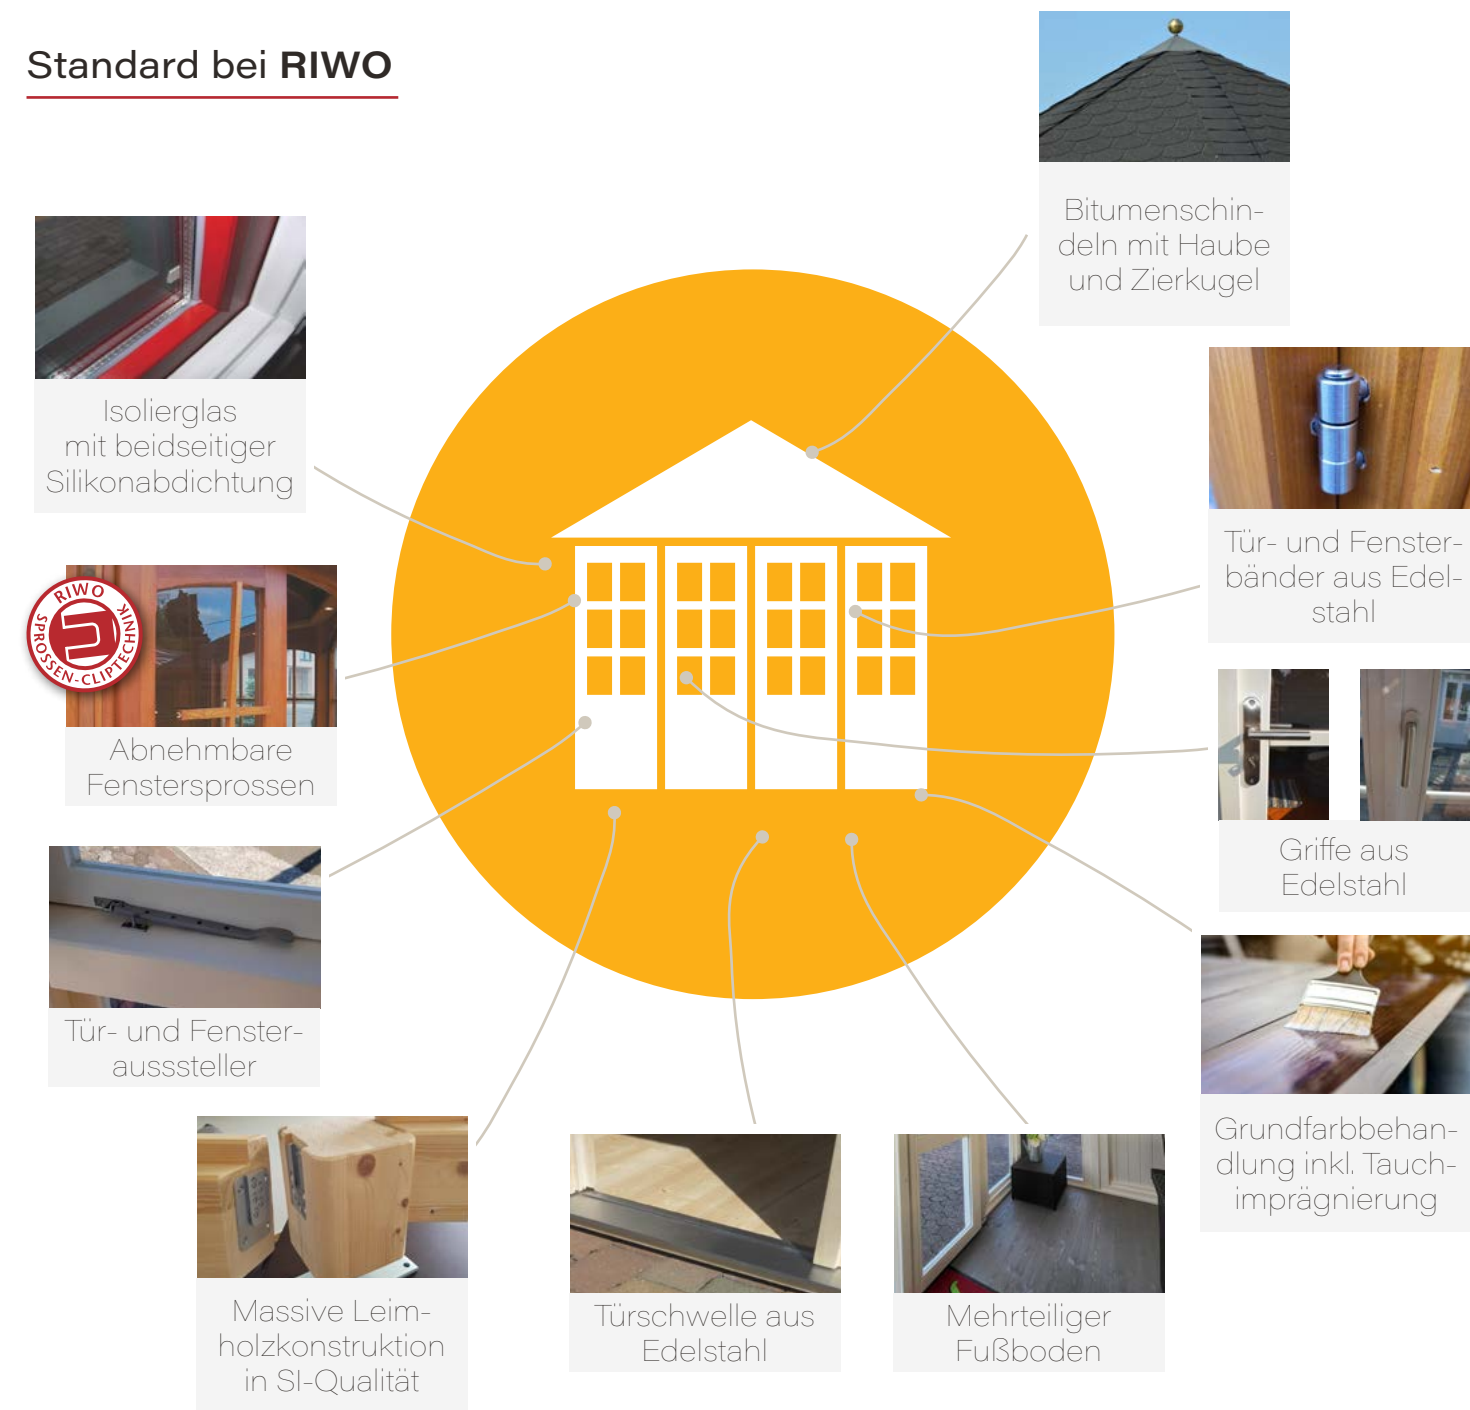 Standard bei RIWO
Bitumenschin-
deln mit Haube
und Zierkugel
Isolierglas
mit beidseitiger
Silikonabdichtung
Tür- und Fenster-
bänder aus Edel-
stahl
RIWO
SPROSSEN-CLIPTECHNIK
Abnehmbare
Fenstersprossen
Griffe aus
Edelstahl
Tür- und Fenster-
ausssteller
Grundfarbbehan-
dlung inkl. Tauch-
imprägnierung
Massive Leim-
holzkonstruktion
in SI-Qualität
Türschwelle aus
Edelstahl
Mehrteiliger
Fußboden